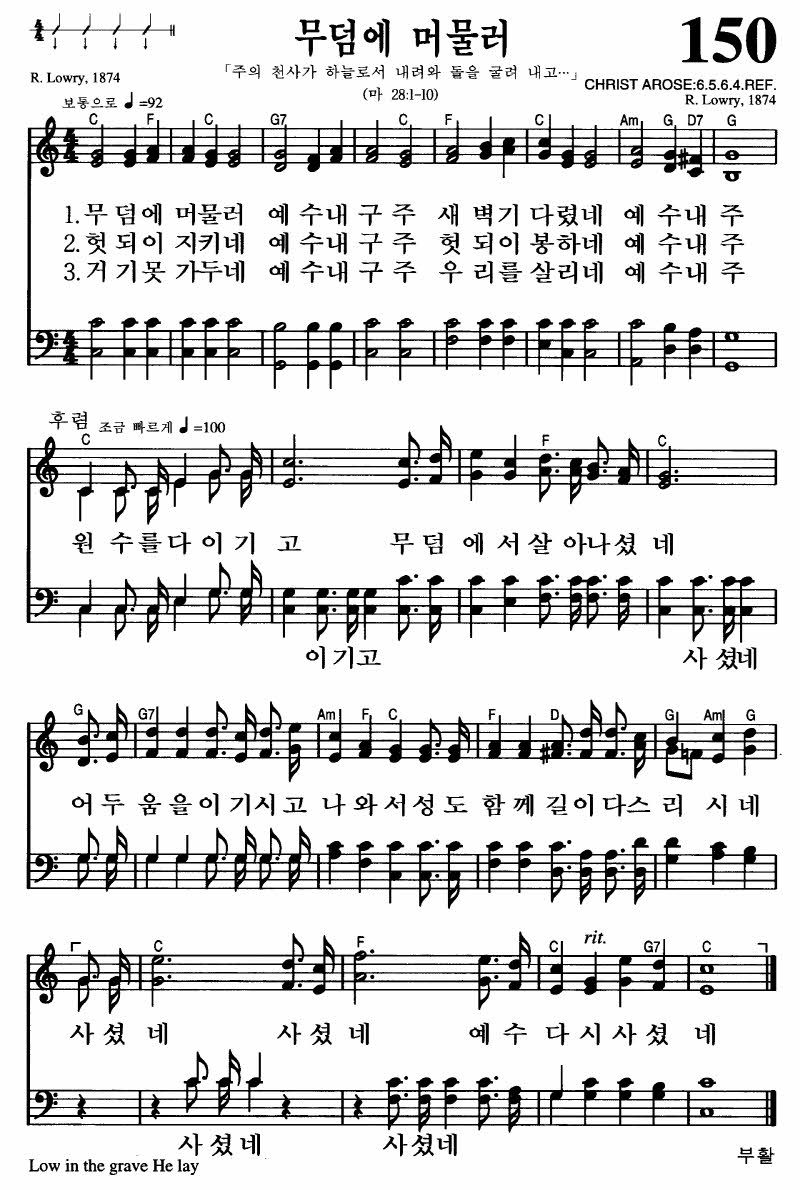 무덤에 머물러
150
「주의 천사가 하늘로서 내려와 돌을 굴려 내고…」
(마 28:1-10)
R. Lowry, 1874
CHRIST AROSE:6.5.6.4.REF.
R. Lowry, 1874
보통으로 ♩=92
C F C G7 C F C Am G D7 G
1.무 덤에 머물러 예 수내 구 주 새 벽기 다렸네 예 수내 주
2.헛 되이 지키네 예 수내 구 주 헛 되이 봉하네 예 수내 주
3.거 기못 가두네 예 수내 구 주 우 리를 살리네 예 수내 주
후렴 조금 빠르게 ♩=100
C F C
원 수를다 이 기 고 무 덤 에 서 살 아나셨 네
이기고 사 셨네
G G7 Am F C F D G Am G
어두 움을이 기시고 나 와서성 도 함 께 길이다스 리 시네
rit.
C F C G7 C
사셨 네 사셨 네 예 수 다 시사셨 네
사 셨네 사셨네
Low in the grave He lay
부활